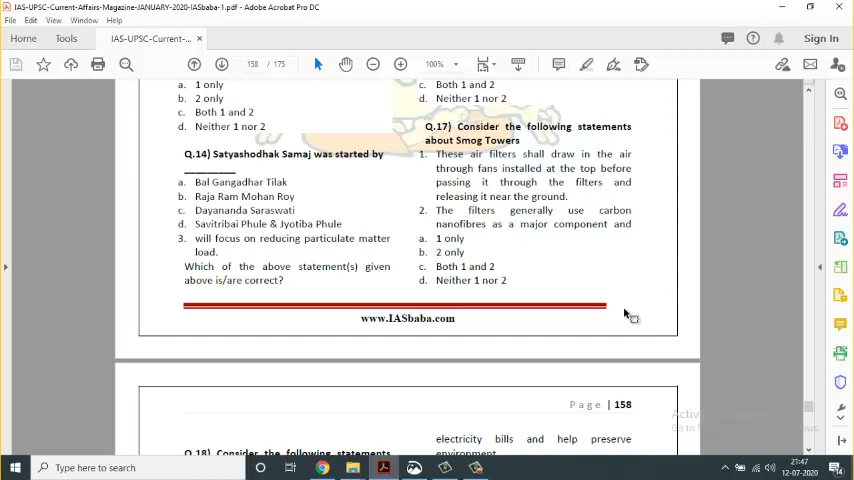 IAS-UPSC-Current-Affairs-Magazine-JANUARY-2020-IASbaba-1.pdf - Adobe Acrobat Pro DC
File Edit View Window Help
Home Tools IAS-UPSC-Current-... × Sign In
158 / 175 100%
a. 1 only
b. 2 only
c. Both 1 and 2
d. Neither 1 nor 2
Q.14) Satyashodhak Samaj was started by
__________
a. Bal Gangadhar Tilak
b. Raja Ram Mohan Roy
c. Dayananda Saraswati
d. Savitribai Phule & Jyotiba Phule
3. will focus on reducing particulate matter
load.
Which of the above statement(s) given
above is/are correct?
c. Both 1 and 2
d. Neither 1 nor 2
Q.17) Consider the following statements
about Smog Towers
1. These air filters shall draw in the air
through fans installed at the top before
passing it through the filters and
releasing it near the ground.
2. The filters generally use carbon
nanofibres as a major component and
a. 1 only
b. 2 only
c. Both 1 and 2
d. Neither 1 nor 2
www.IASbaba.com
Page | 158
Q.18) Consider the following statements
electricity bills and help preserve
environment.
Go to Settings to activate Windows.
Type here to search
21:47
12-07-2020